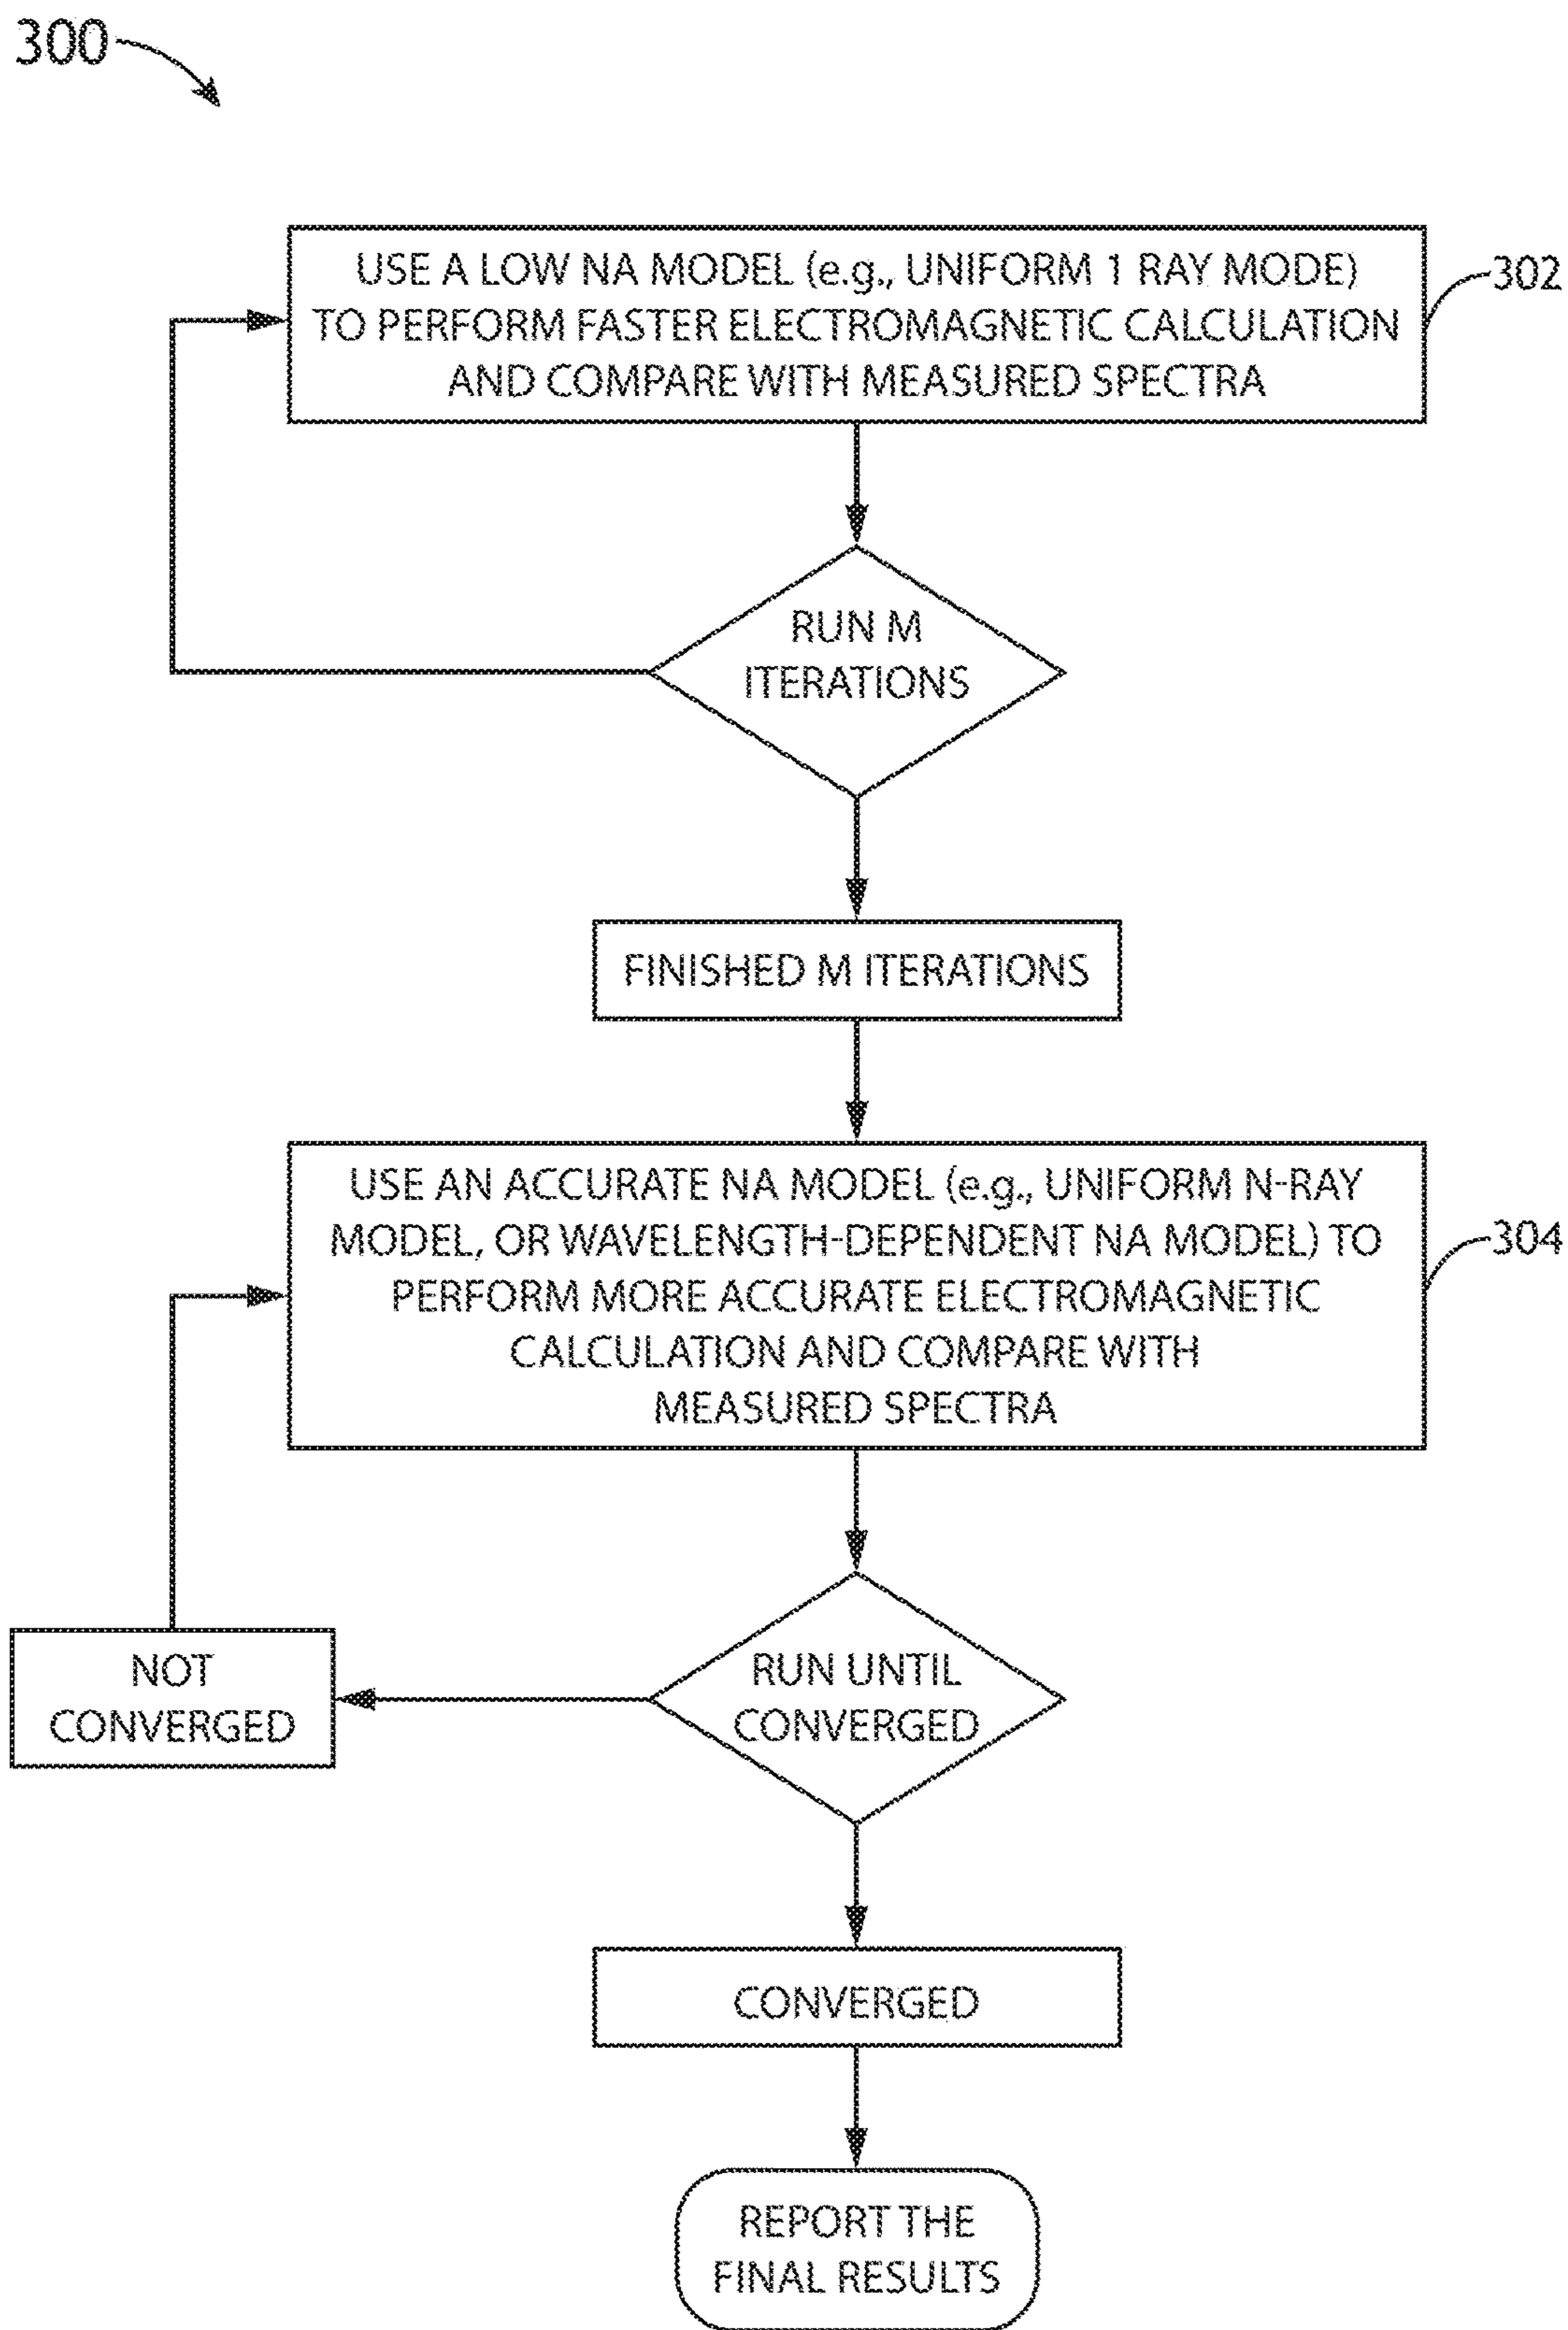 300
USE A LOW NA MODEL (e.g., UNIFORM 1 RAY MODE)
TO PERFORM FASTER ELECTROMAGNETIC CALCULATION
AND COMPARE WITH MEASURED SPECTRA
302
RUN M
ITERATIONS
FINISHED M ITERATIONS
USE AN ACCURATE NA MODEL (e.g., UNIFORM N-RAY
MODEL, OR WAVELENGTH-DEPENDENT NA MODEL) TO
PERFORM MORE ACCURATE ELECTROMAGNETIC
CALCULATION AND COMPARE WITH
MEASURED SPECTRA
304
RUN UNTIL
CONVERGED
NOT
CONVERGED
CONVERGED
REPORT THE
FINAL RESULTS